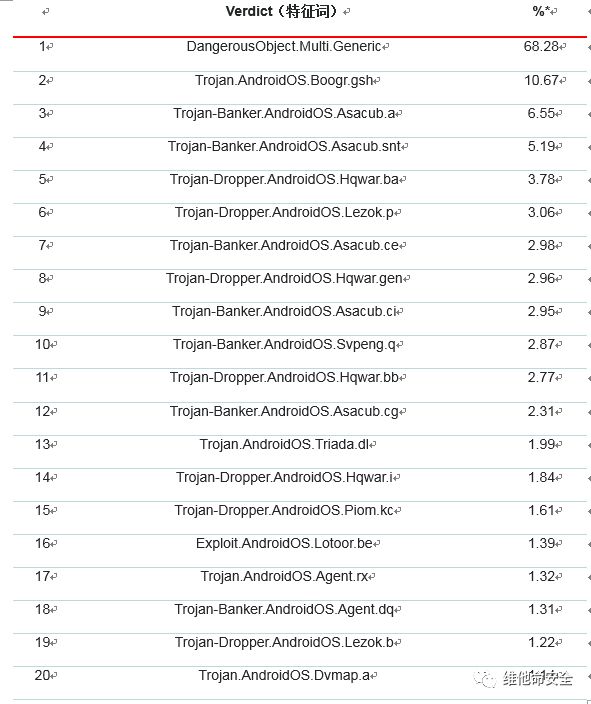 Verdict（特征词） %*
1 DangerousObject.Multi.Generic 68.28
2 Trojan.AndroidOS.Boogr.gsh 10.67
3 Trojan-Banker.AndroidOS.Asacub.a 6.55
4 Trojan-Banker.AndroidOS.Asacub.snt 5.19
5 Trojan-Dropper.AndroidOS.Hqwar.ba 3.78
6 Trojan-Dropper.AndroidOS.Lezok.p 3.06
7 Trojan-Banker.AndroidOS.Asacub.ce 2.98
8 Trojan-Dropper.AndroidOS.Hqwar.gen 2.96
9 Trojan-Banker.AndroidOS.Asacub.ci 2.95
10 Trojan-Banker.AndroidOS.Svpeng.q 2.87
11 Trojan-Dropper.AndroidOS.Hqwar.bb 2.77
12 Trojan-Banker.AndroidOS.Asacub.cg 2.31
13 Trojan.AndroidOS.Triada.dl 1.99
14 Trojan-Dropper.AndroidOS.Hqwar.i 1.84
15 Trojan-Dropper.AndroidOS.Piom.kc 1.61
16 Exploit.AndroidOS.Lotoor.be 1.39
17 Trojan.AndroidOS.Agent.rx 1.32
18 Trojan-Banker.AndroidOS.Agent.dq 1.31
19 Trojan-Dropper.AndroidOS.Lezok.b 1.22
20 Trojan.AndroidOS.Dvmap.a
维他命安全